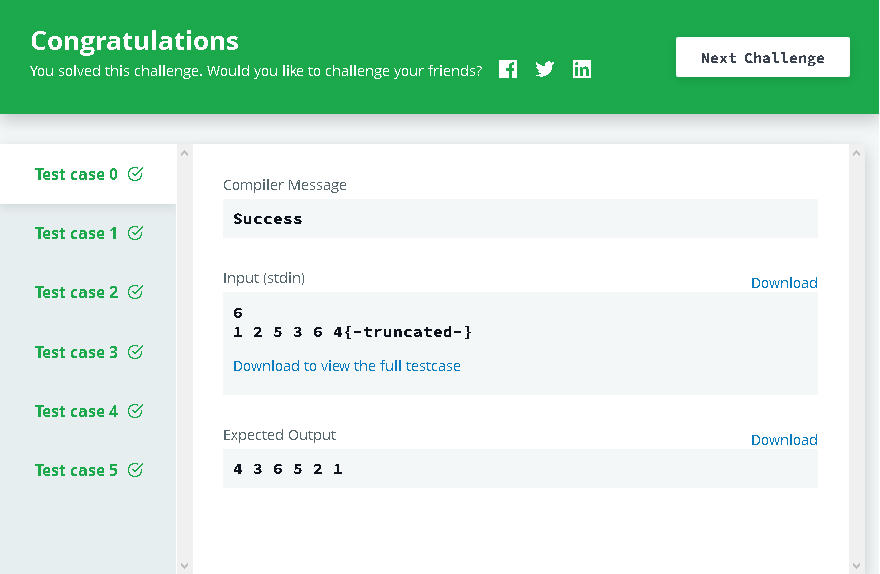 Congratulations
You solved this challenge. Would you like to challenge your friends?
Next Challenge
Test case 0
Test case 1
Test case 2
Test case 3
Test case 4
Test case 5
Compiler Message
Success
Input (stdin)
Download
6
1 2 5 3 6 4{-truncated-}
Download to view the full testcase
Expected Output
Download
4 3 6 5 2 1